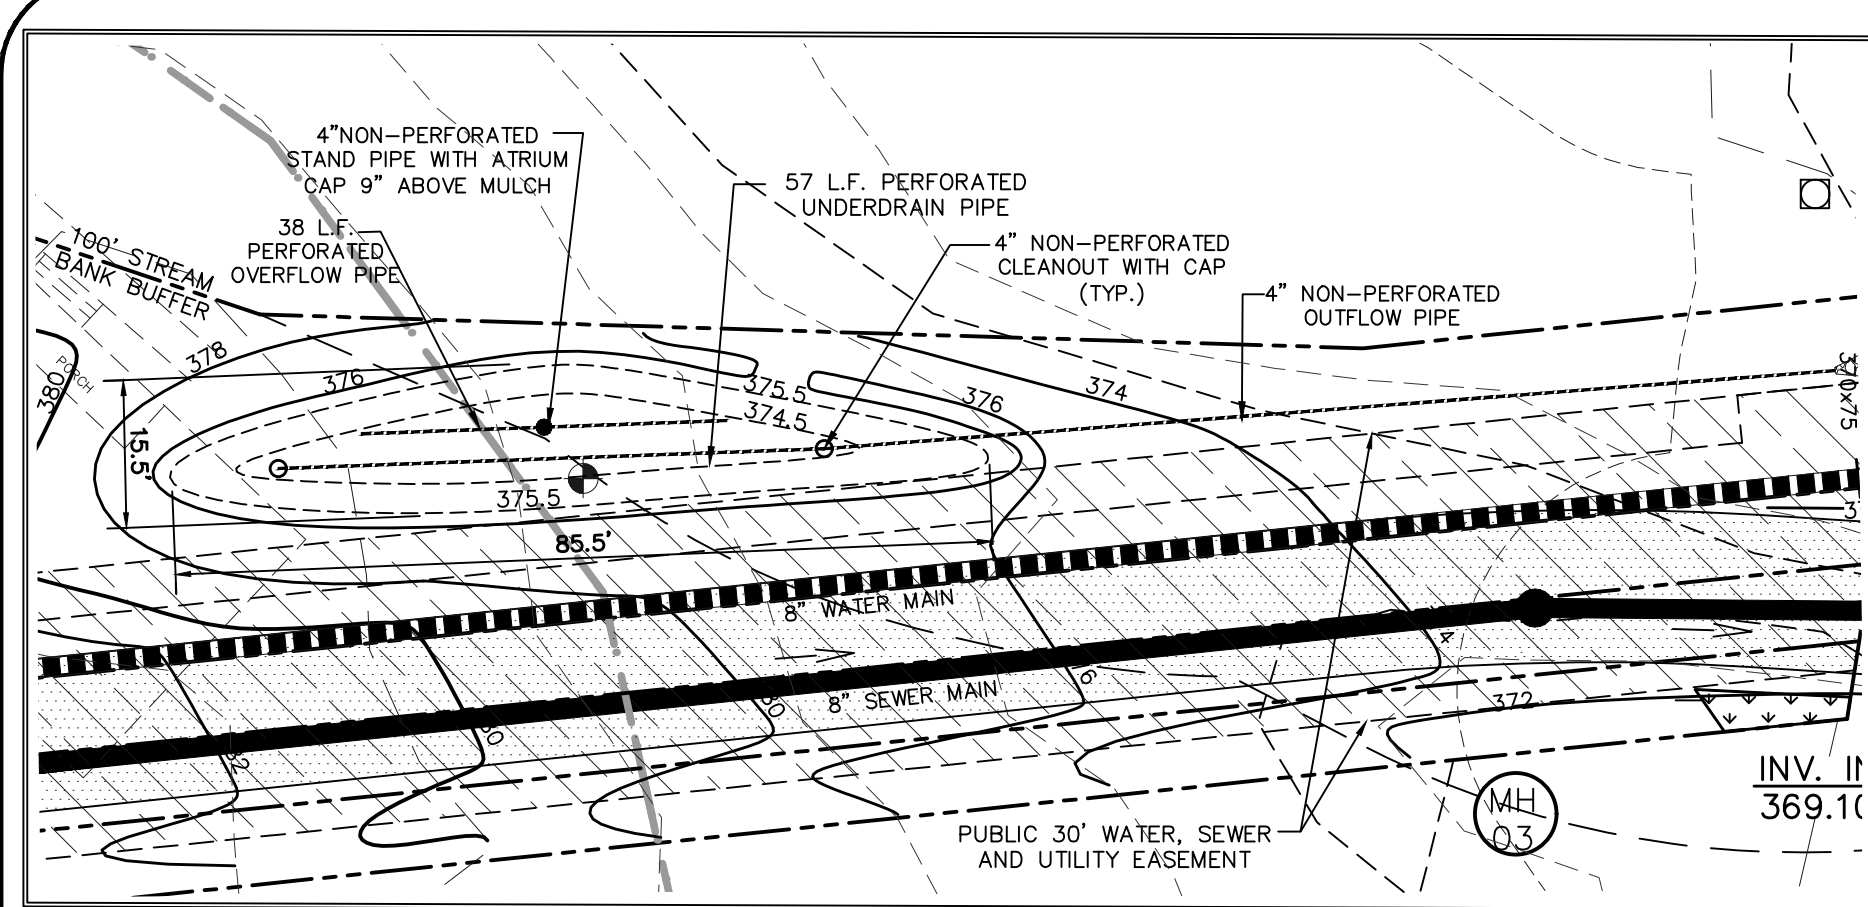 4”NON-PERFORATED
STAND PIPE WITH ATRIUM
CAP 9” ABOVE MULCH
57 L.F. PERFORATED
UNDERDRAIN PIPE
38 L.F.
PERFORATED
OVERFLOW PIPE
4” NON-PERFORATED
CLEANOUT WITH CAP
(TYP.)
4” NON-PERFORATED
OUTFLOW PIPE
100’ STREAM
BANK BUFFER
378
376
375.5
374.5
376
374
PORCH
380
15.5’
375.5
85.5’
8” WATER MAIN
8” SEWER MAIN
372
PUBLIC 30’ WATER, SEWER
AND UTILITY EASEMENT
MH
03
INV.
369.10